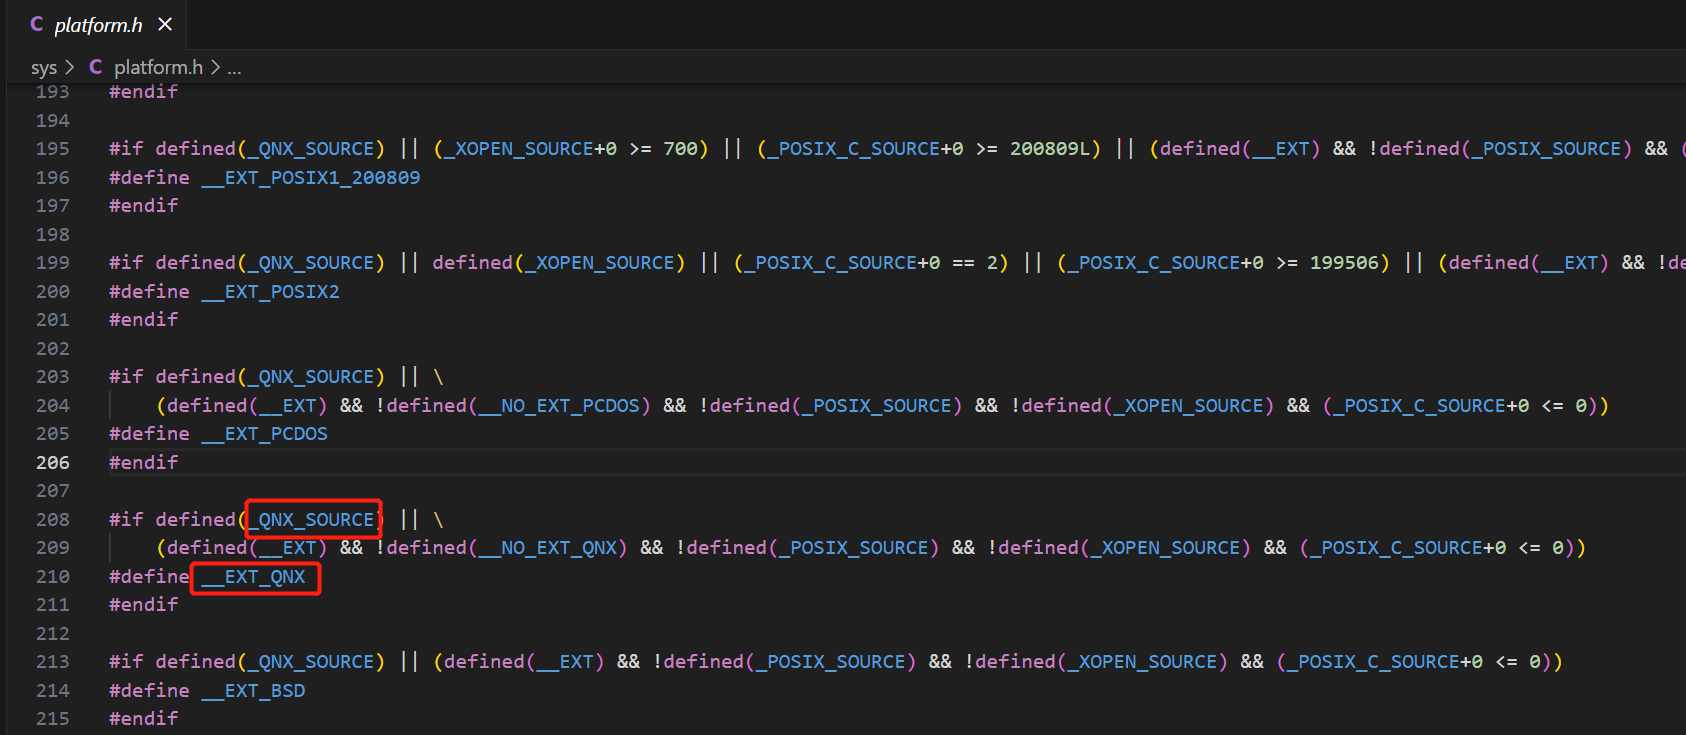 C platform.h ×
sys > C platform.h > ...
193 #endif
194
195 #if defined(_QNX_SOURCE) || (_XOPEN_SOURCE+0 >= 700) || (_POSIX_C_SOURCE+0 >= 200809L) || (defined(__EXT) && !defined(_POSIX_SOURCE) && (
196 #define __EXT_POSIX1_200809
197 #endif
198
199 #if defined(_QNX_SOURCE) || defined(_XOPEN_SOURCE) || (_POSIX_C_SOURCE+0 == 2) || (_POSIX_C_SOURCE+0 >= 199506) || (defined(__EXT) && !de
200 #define __EXT_POSIX2
201 #endif
202
203 #if defined(_QNX_SOURCE) || \
204 (defined(__EXT) && !defined(__NO_EXT_PCDOS) && !defined(_POSIX_SOURCE) && !defined(_XOPEN_SOURCE) && (_POSIX_C_SOURCE+0 <= 0))
205 #define __EXT_PCDOS
206 #endif
207
208 #if defined(_QNX_SOURCE) || \
209 (defined(__EXT) && !defined(__NO_EXT_QNX) && !defined(_POSIX_SOURCE) && !defined(_XOPEN_SOURCE) && (_POSIX_C_SOURCE+0 <= 0))
210 #define __EXT_QNX
211 #endif
212
213 #if defined(_QNX_SOURCE) || (defined(__EXT) && !defined(_POSIX_SOURCE) && !defined(_XOPEN_SOURCE) && (_POSIX_C_SOURCE+0 <= 0))
214 #define __EXT_BSD
215 #endif